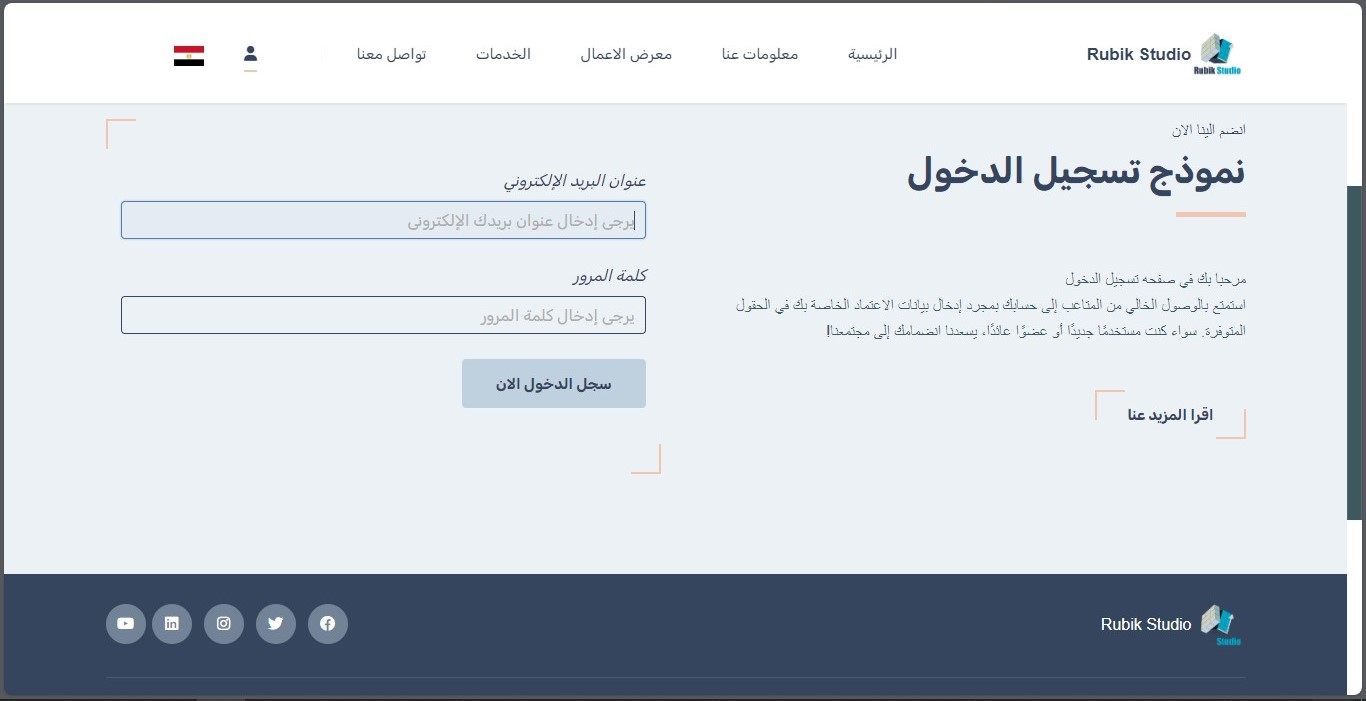 Rubik Studio
Rubik Studio
الرئيسية
معلومات عنا
معرض الاعمال
الخدمات
تواصل معنا
انضم الينا الان
نموذج تسجيل الدخول
مرحبا بك في صفحه تسجيل الدخول
استمتع بالوصول الخالي من المتاعب إلى حسابك بمجرد إدخال بيانات الاعتماد الخاصة بك في الحقول
المتوفرة. سواء كنت مستخدمًا جديدًا أو عضوًا عائدًا، يسعدنا انضمامك إلى مجتمعنا!
اقرا المزيد عنا
عنوان البريد الإلكتروني
يرجى إدخال عنوان بريدك الإلكتروني
كلمة المرور
يرجى إدخال كلمة المرور
سجل الدخول الان
Rubik Studio
Studio